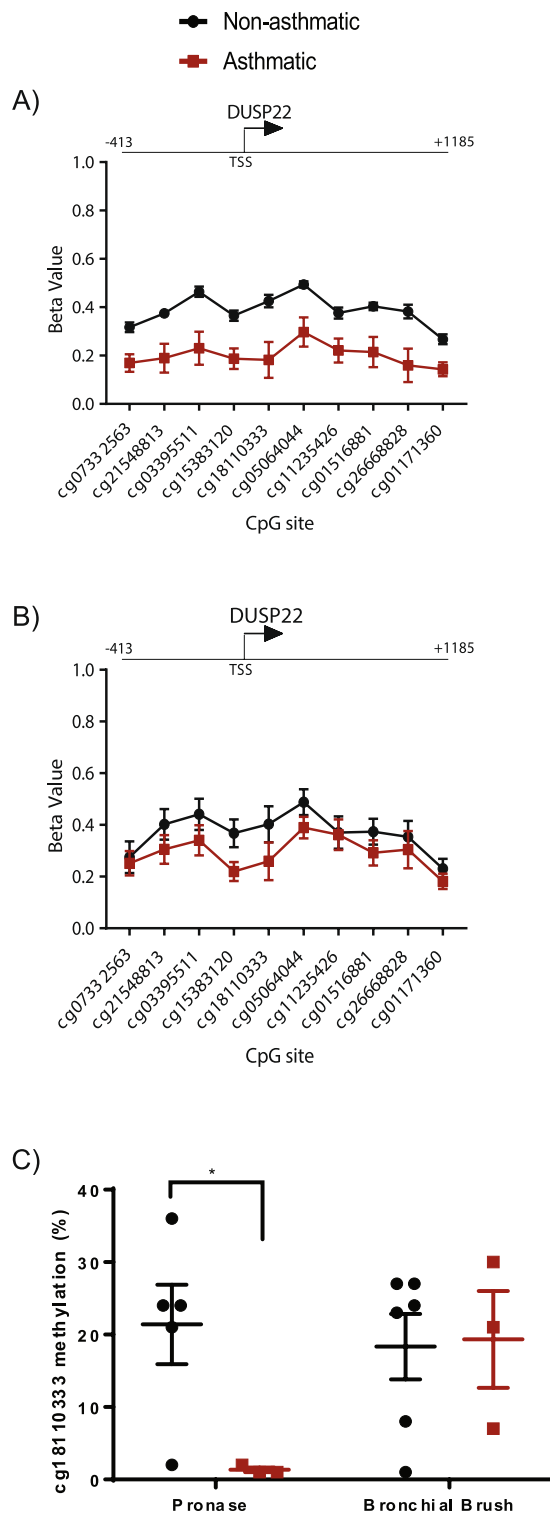 Non-asthmatic
Asthmatic
A)
DUSP22
-413
+1185
TSS
1.0
0.8
0.6
0.4
0.2
0.0
Beta Value
cg0733 2563
cg21548813
cg03395511
cg15383120
cg18110333
cg05064044
cg11235426
cg01516881
cg26668828
cg01171360
CpG site
B)
DUSP22
-413
+1185
TSS
1.0
0.8
0.6
0.4
0.2
0.0
Beta Value
cg0733 2563
cg21548813
cg03395511
cg15383120
cg18110333
cg05064044
cg11235426
cg01516881
cg26668828
cg01171360
CpG site
C)
*
40
30
20
10
0
cg18110333 methylation (%)
Pronase
Bronchial Brush